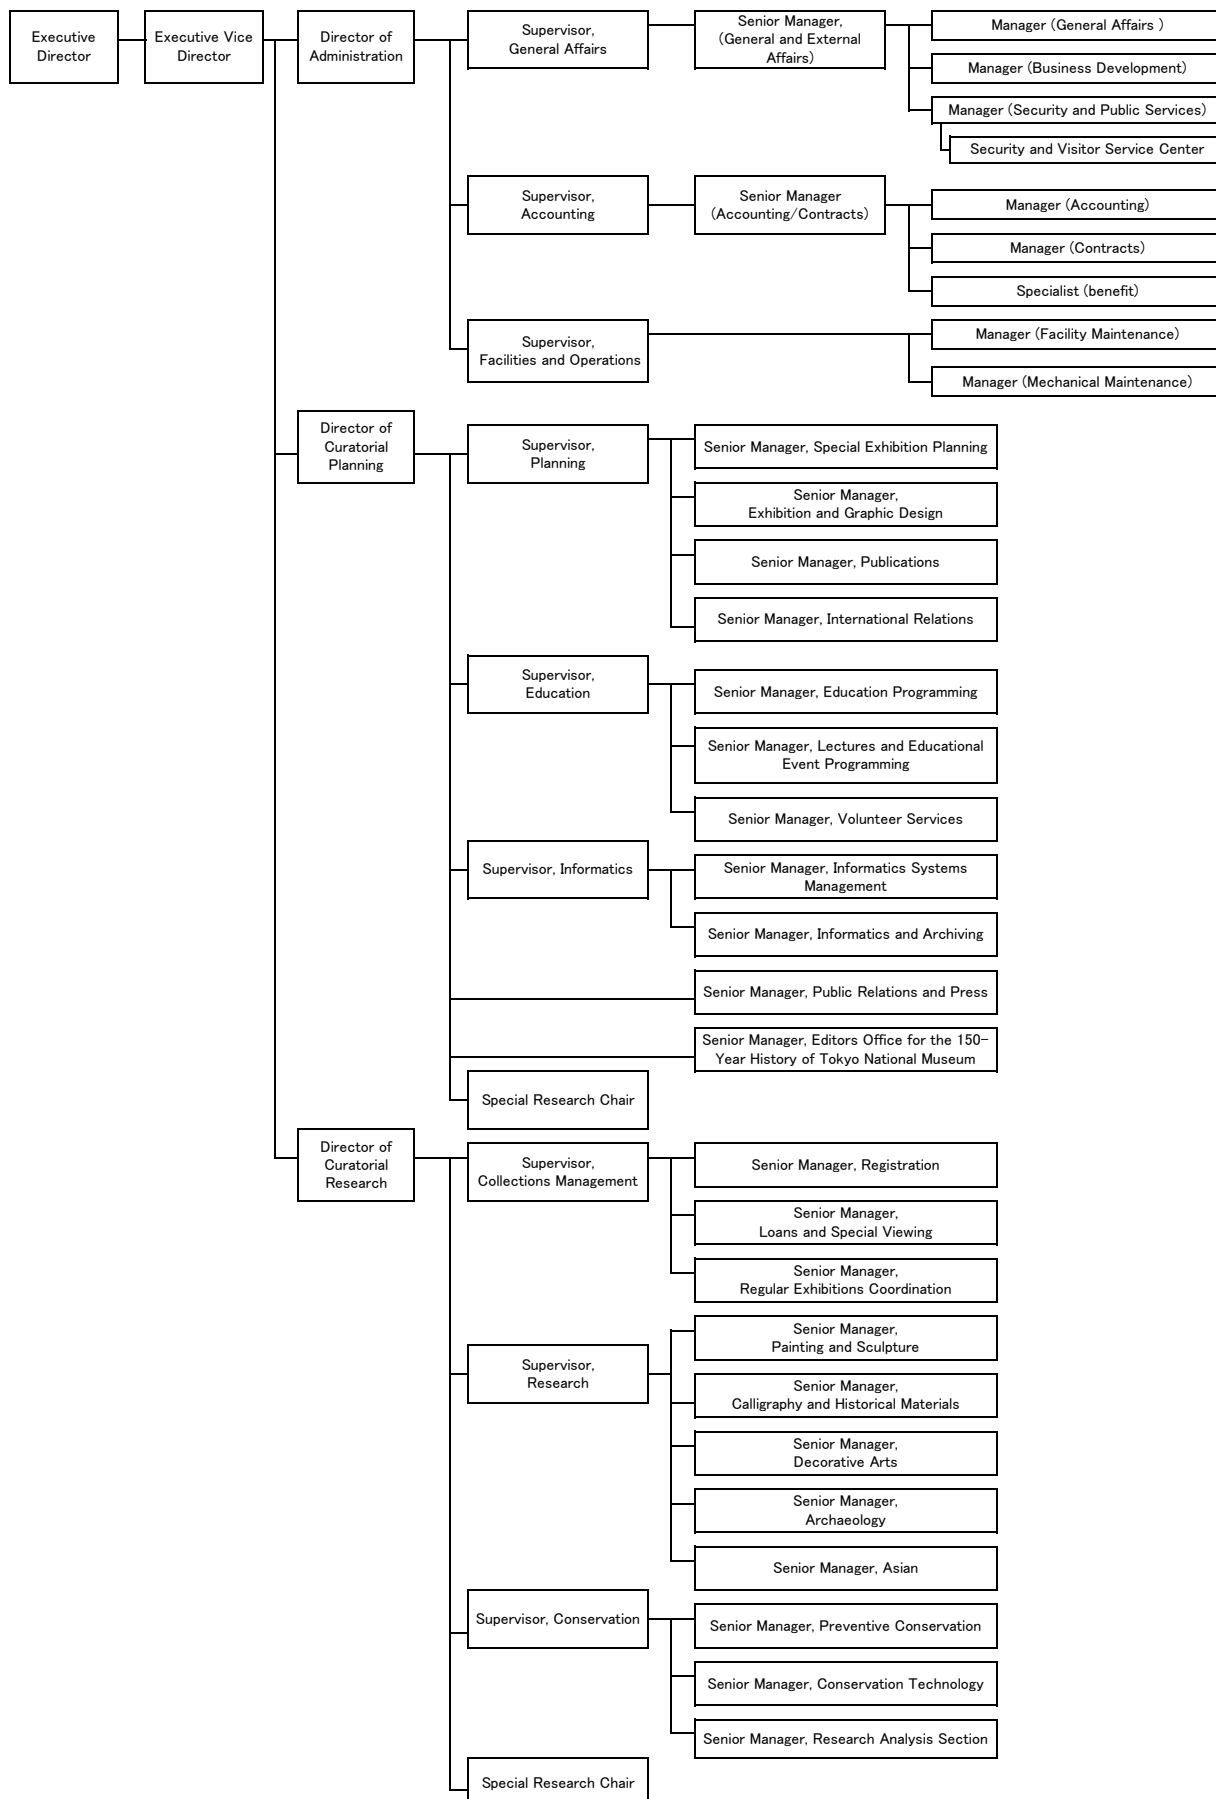 Executive
Director
Executive Vice
Director
Director of
Administration
Supervisor,
General Affairs
Senior Manager,
(General and External
Affairs)
Manager (General Affairs )
Manager (Business Development)
Manager (Security and Public Services)
Security and Visitor Service Center
Supervisor,
Accounting
Senior Manager
(Accounting/Contracts)
Manager (Accounting)
Manager (Contracts)
Specialist (benefit)
Supervisor,
Facilities and Operations
Manager (Facility Maintenance)
Manager (Mechanical Maintenance)
Director of
Curatorial
Planning
Supervisor,
Planning
Senior Manager, Special Exhibition Planning
Senior Manager,
Exhibition and Graphic Design
Senior Manager, Publications
Senior Manager, International Relations
Supervisor,
Education
Senior Manager, Education Programming
Senior Manager, Lectures and Educational
Event Programming
Senior Manager, Volunteer Services
Supervisor, Informatics
Senior Manager, Informatics Systems
Management
Senior Manager, Informatics and Archiving
Senior Manager, Public Relations and Press
Senior Manager, Editors Office for the 150-
Year History of Tokyo National Museum
Special Research Chair
Director of
Curatorial
Research
Supervisor,
Collections Management
Senior Manager, Registration
Senior Manager,
Loans and Special Viewing
Senior Manager,
Regular Exhibitions Coordination
Supervisor,
Research
Senior Manager,
Painting and Sculpture
Senior Manager,
Calligraphy and Historical Materials
Senior Manager,
Decorative Arts
Senior Manager,
Archaeology
Senior Manager, Asian
Supervisor, Conservation
Senior Manager, Preventive Conservation
Senior Manager, Conservation Technology
Senior Manager, Research Analysis Section
Special Research Chair